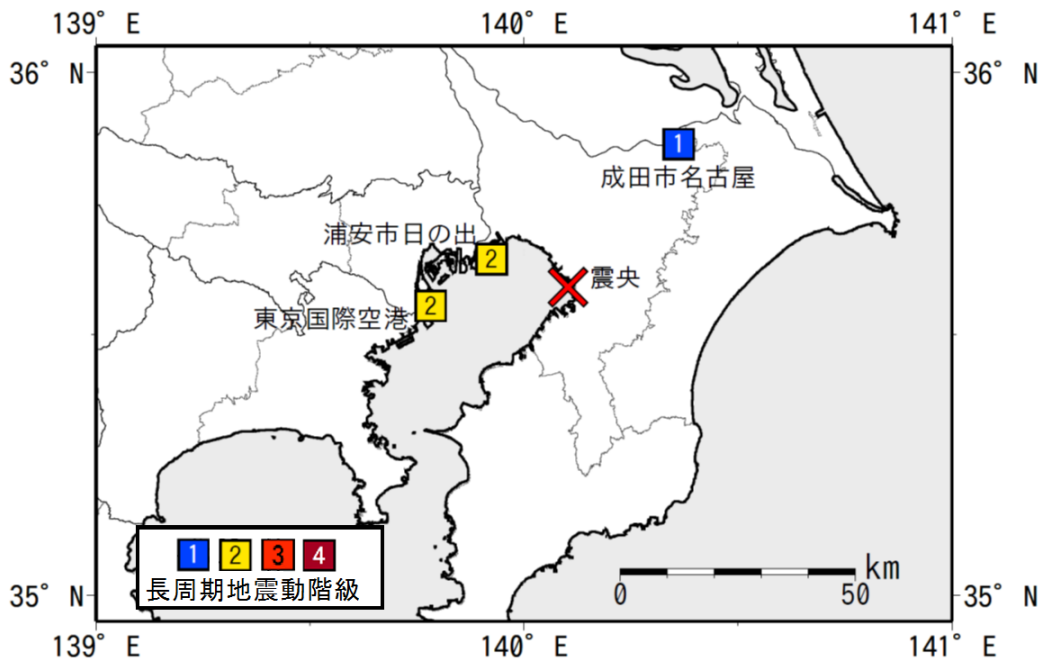 139° E 140° E 141° E
36° N 36° N
1
成田市名古屋
浦安市日の出
2
震央
2
東京国際空港
1 2 3 4
長周期地震動階級
km
0 50
35° N 35° N
139° E 140° E 141° E